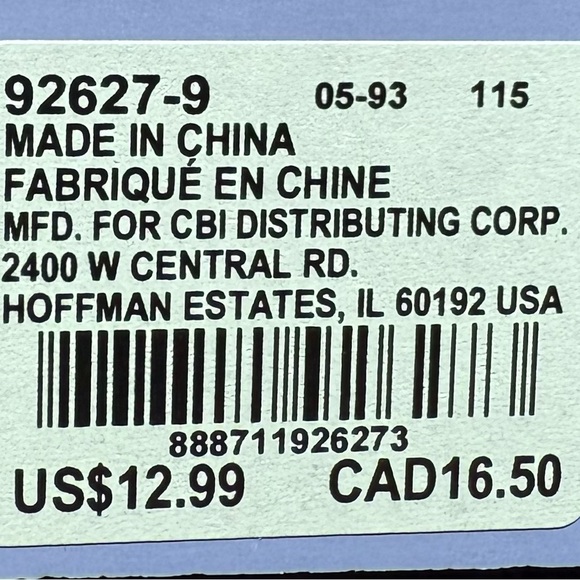 92627-9 05-93 115
MADE IN CHINA
FABRIQUÉ EN CHINE
MFD. FOR CBI DISTRIBUTING CORP.
2400 W CENTRAL RD.
HOFFMAN ESTATES, IL 60192 USA
888711926273
US$12.99 CAD16.50